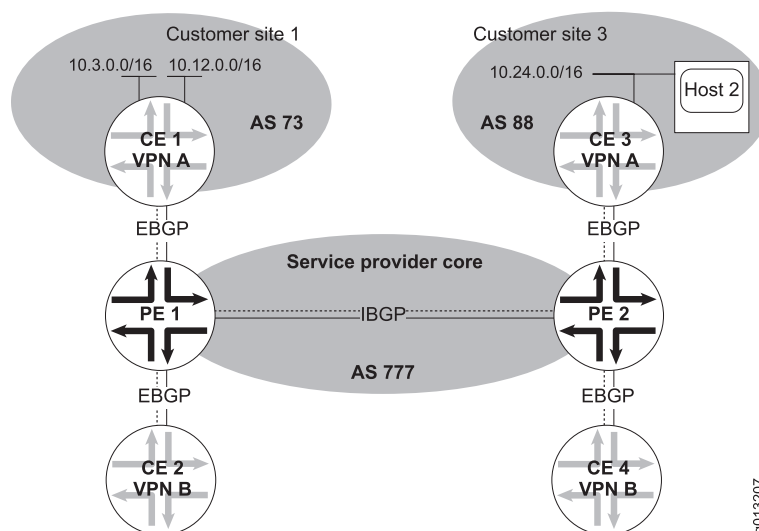 Customer site 1
10.3.0.0/16 10.12.0.0/16
AS 73
CE 1
VPN A
Customer site 3
10.24.0.0/16
Host 2
AS 88
CE 3
VPN A
EBGP
EBGP
Service provider core
PE 1
IBGP
PE 2
AS 777
EBGP
EBGP
CE 2
VPN B
CE 4
VPN B
g013207